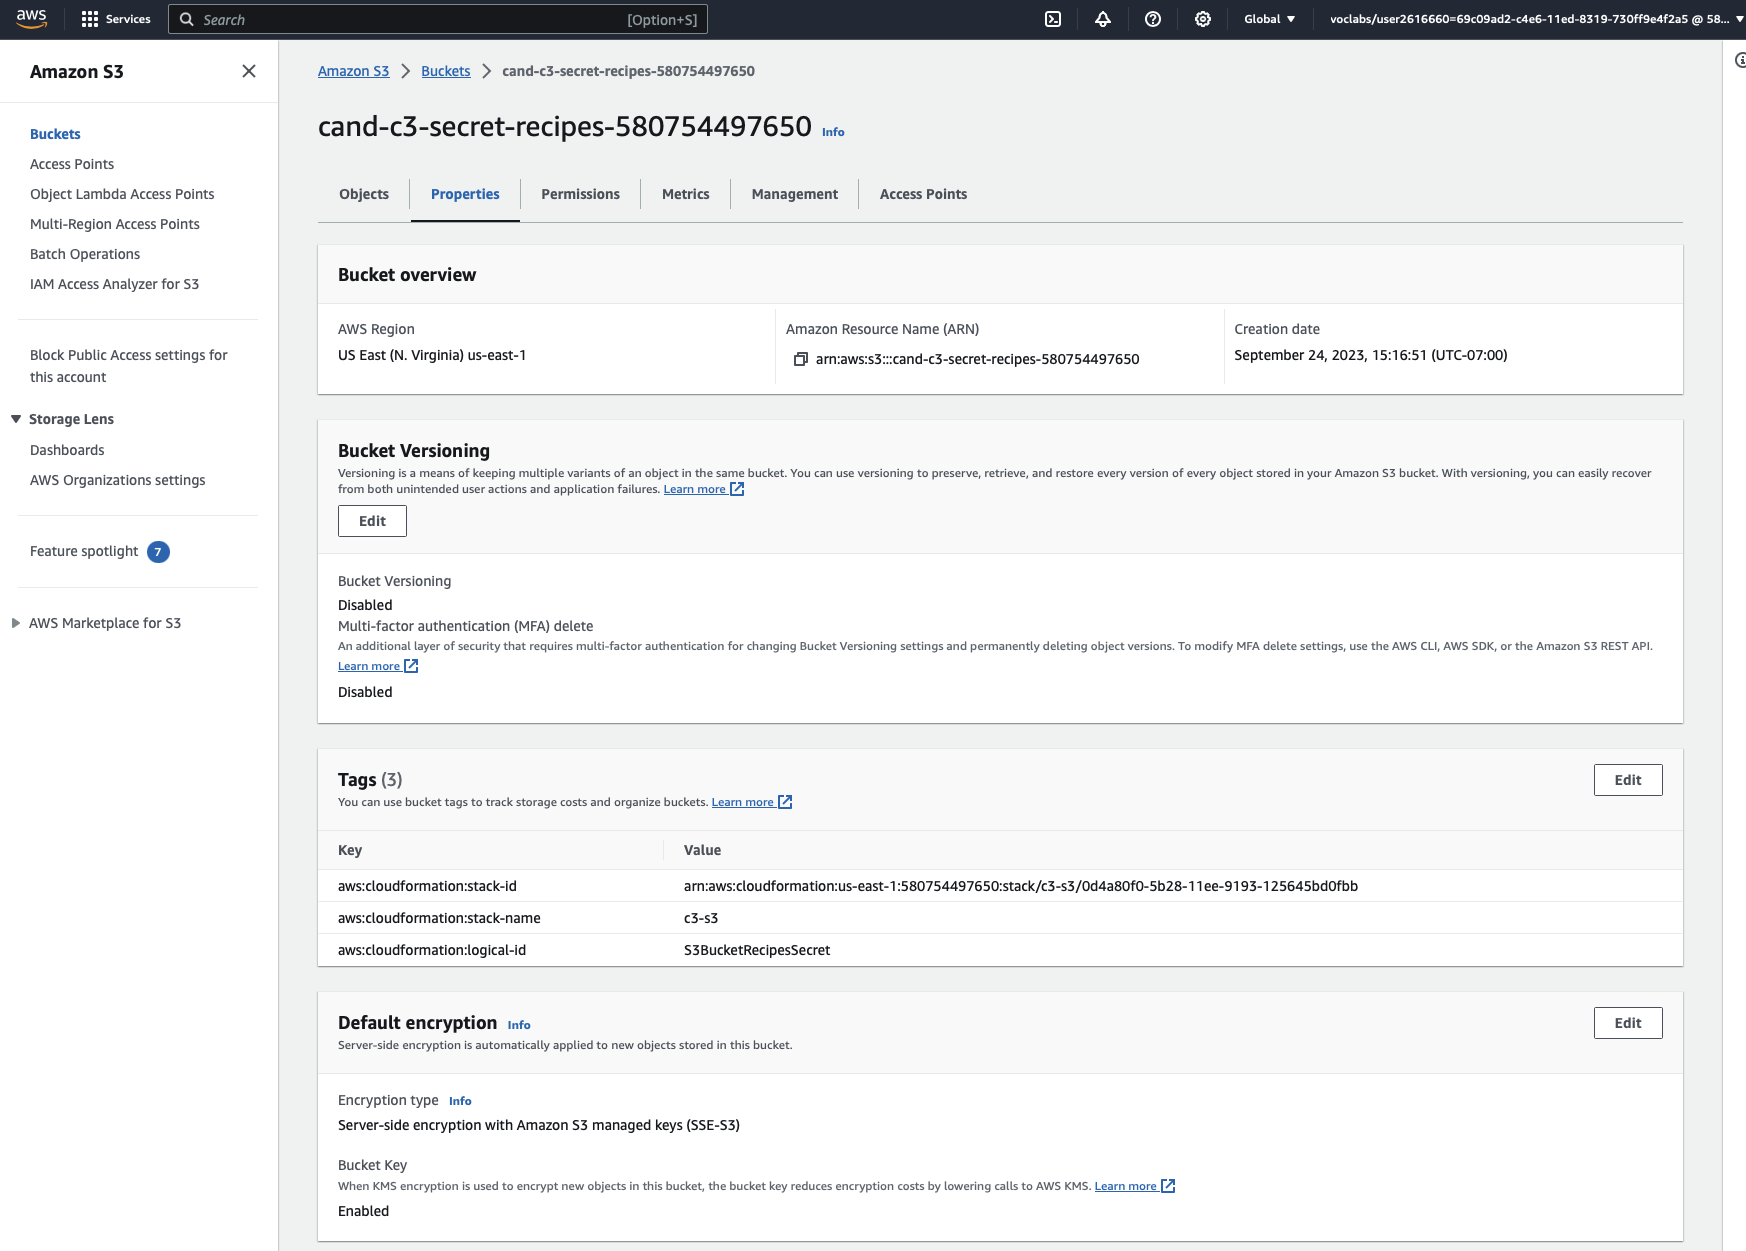 aws
Services
Search
[Option+S]
Global
voclabs/user2616660=69c09ad2-c4e6-11ed-8319-730ff9e4f2a5 @ 58...
Amazon S3
Buckets
Access Points
Object Lambda Access Points
Multi-Region Access Points
Batch Operations
IAM Access Analyzer for S3
Block Public Access settings for
this account
Storage Lens
Dashboards
AWS Organizations settings
Feature spotlight 7
AWS Marketplace for S3
Amazon S3 > Buckets > cand-c3-secret-recipes-580754497650
cand-c3-secret-recipes-580754497650 Info
Objects
Properties
Permissions
Metrics
Management
Access Points
Bucket overview
AWS Region
US East (N. Virginia) us-east-1
Amazon Resource Name (ARN)
arn:aws:s3:::cand-c3-secret-recipes-580754497650
Creation date
September 24, 2023, 15:16:51 (UTC-07:00)
Bucket Versioning
Versioning is a means of keeping multiple variants of an object in the same bucket. You can use versioning to preserve, retrieve, and restore every version of every object stored in your Amazon S3 bucket. With versioning, you can easily recover
from both unintended user actions and application failures. Learn more
Edit
Bucket Versioning
Disabled
Multi-factor authentication (MFA) delete
An additional layer of security that requires multi-factor authentication for changing Bucket Versioning settings and permanently deleting object versions. To modify MFA delete settings, use the AWS CLI, AWS SDK, or the Amazon S3 REST API.
Learn more
Disabled
Tags (3)
You can use bucket tags to track storage costs and organize buckets. Learn more
Edit
Key
Value
aws:cloudformation:stack-id
arn:aws:cloudformation:us-east-1:580754497650:stack/c3-s3/0d4a80f0-5b28-11ee-9193-125645bd0fbb
aws:cloudformation:stack-name
c3-s3
aws:cloudformation:logical-id
S3BucketRecipesSecret
Default encryption Info
Server-side encryption is automatically applied to new objects stored in this bucket.
Edit
Encryption type Info
Server-side encryption with Amazon S3 managed keys (SSE-S3)
Bucket Key
When KMS encryption is used to encrypt new objects in this bucket, the bucket key reduces encryption costs by lowering calls to AWS KMS. Learn more
Enabled